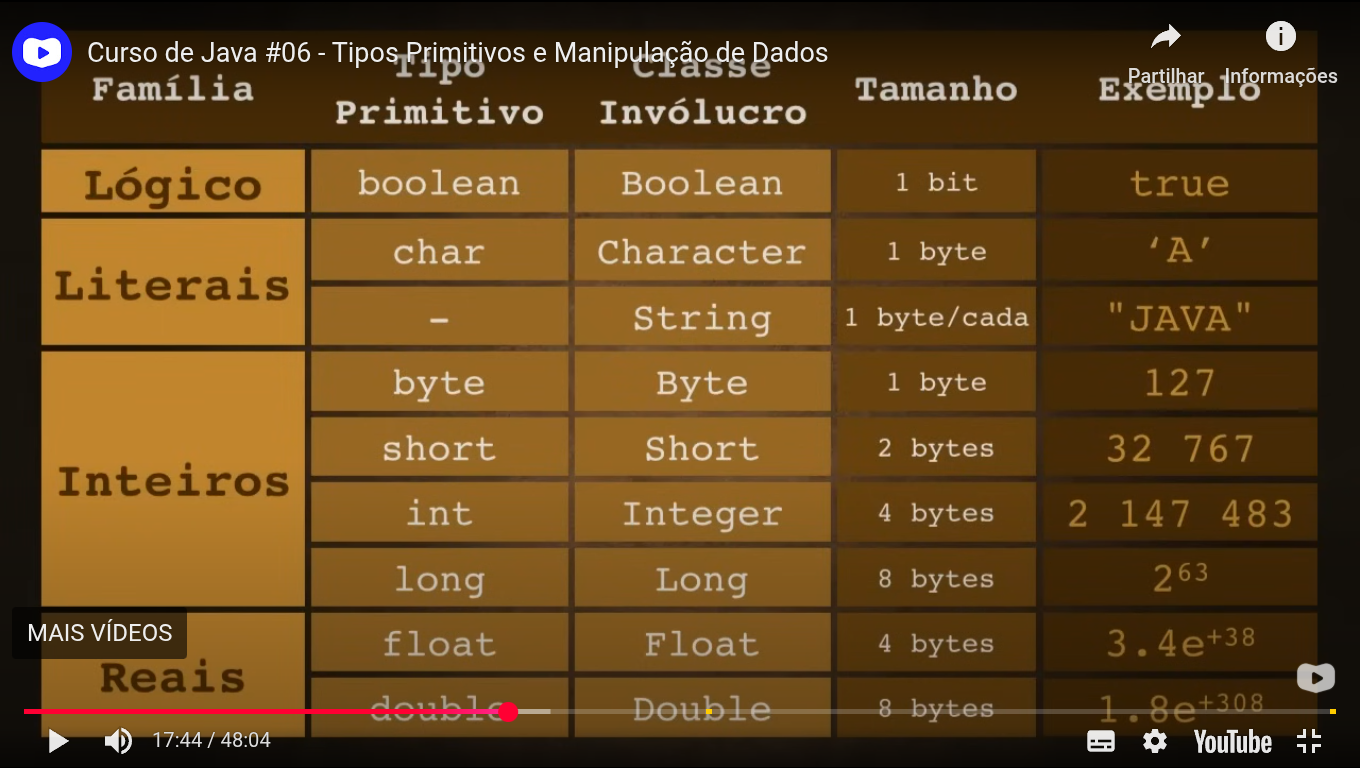 Curso de Java #06 - Tipos Primitivos e Manipulação de Dados
Partilhar Informações
Família Tipo Primitivo Classe Invólucro Tamanho Exemplo
Lógico boolean Boolean 1 bit true
Literais char Character 1 byte ‘A’
- String 1 byte/cada "JAVA"
Inteiros byte Byte 1 byte 127
short Short 2 bytes 32 767
int Integer 4 bytes 2 147 483
long Long 8 bytes 2⁶³
MAIS VÍDEOS
Reais float Float 4 bytes 3.4e⁺³⁸
double Double 8 bytes 1.8e⁺³⁰⁸
17:44 / 48:04 YouTube